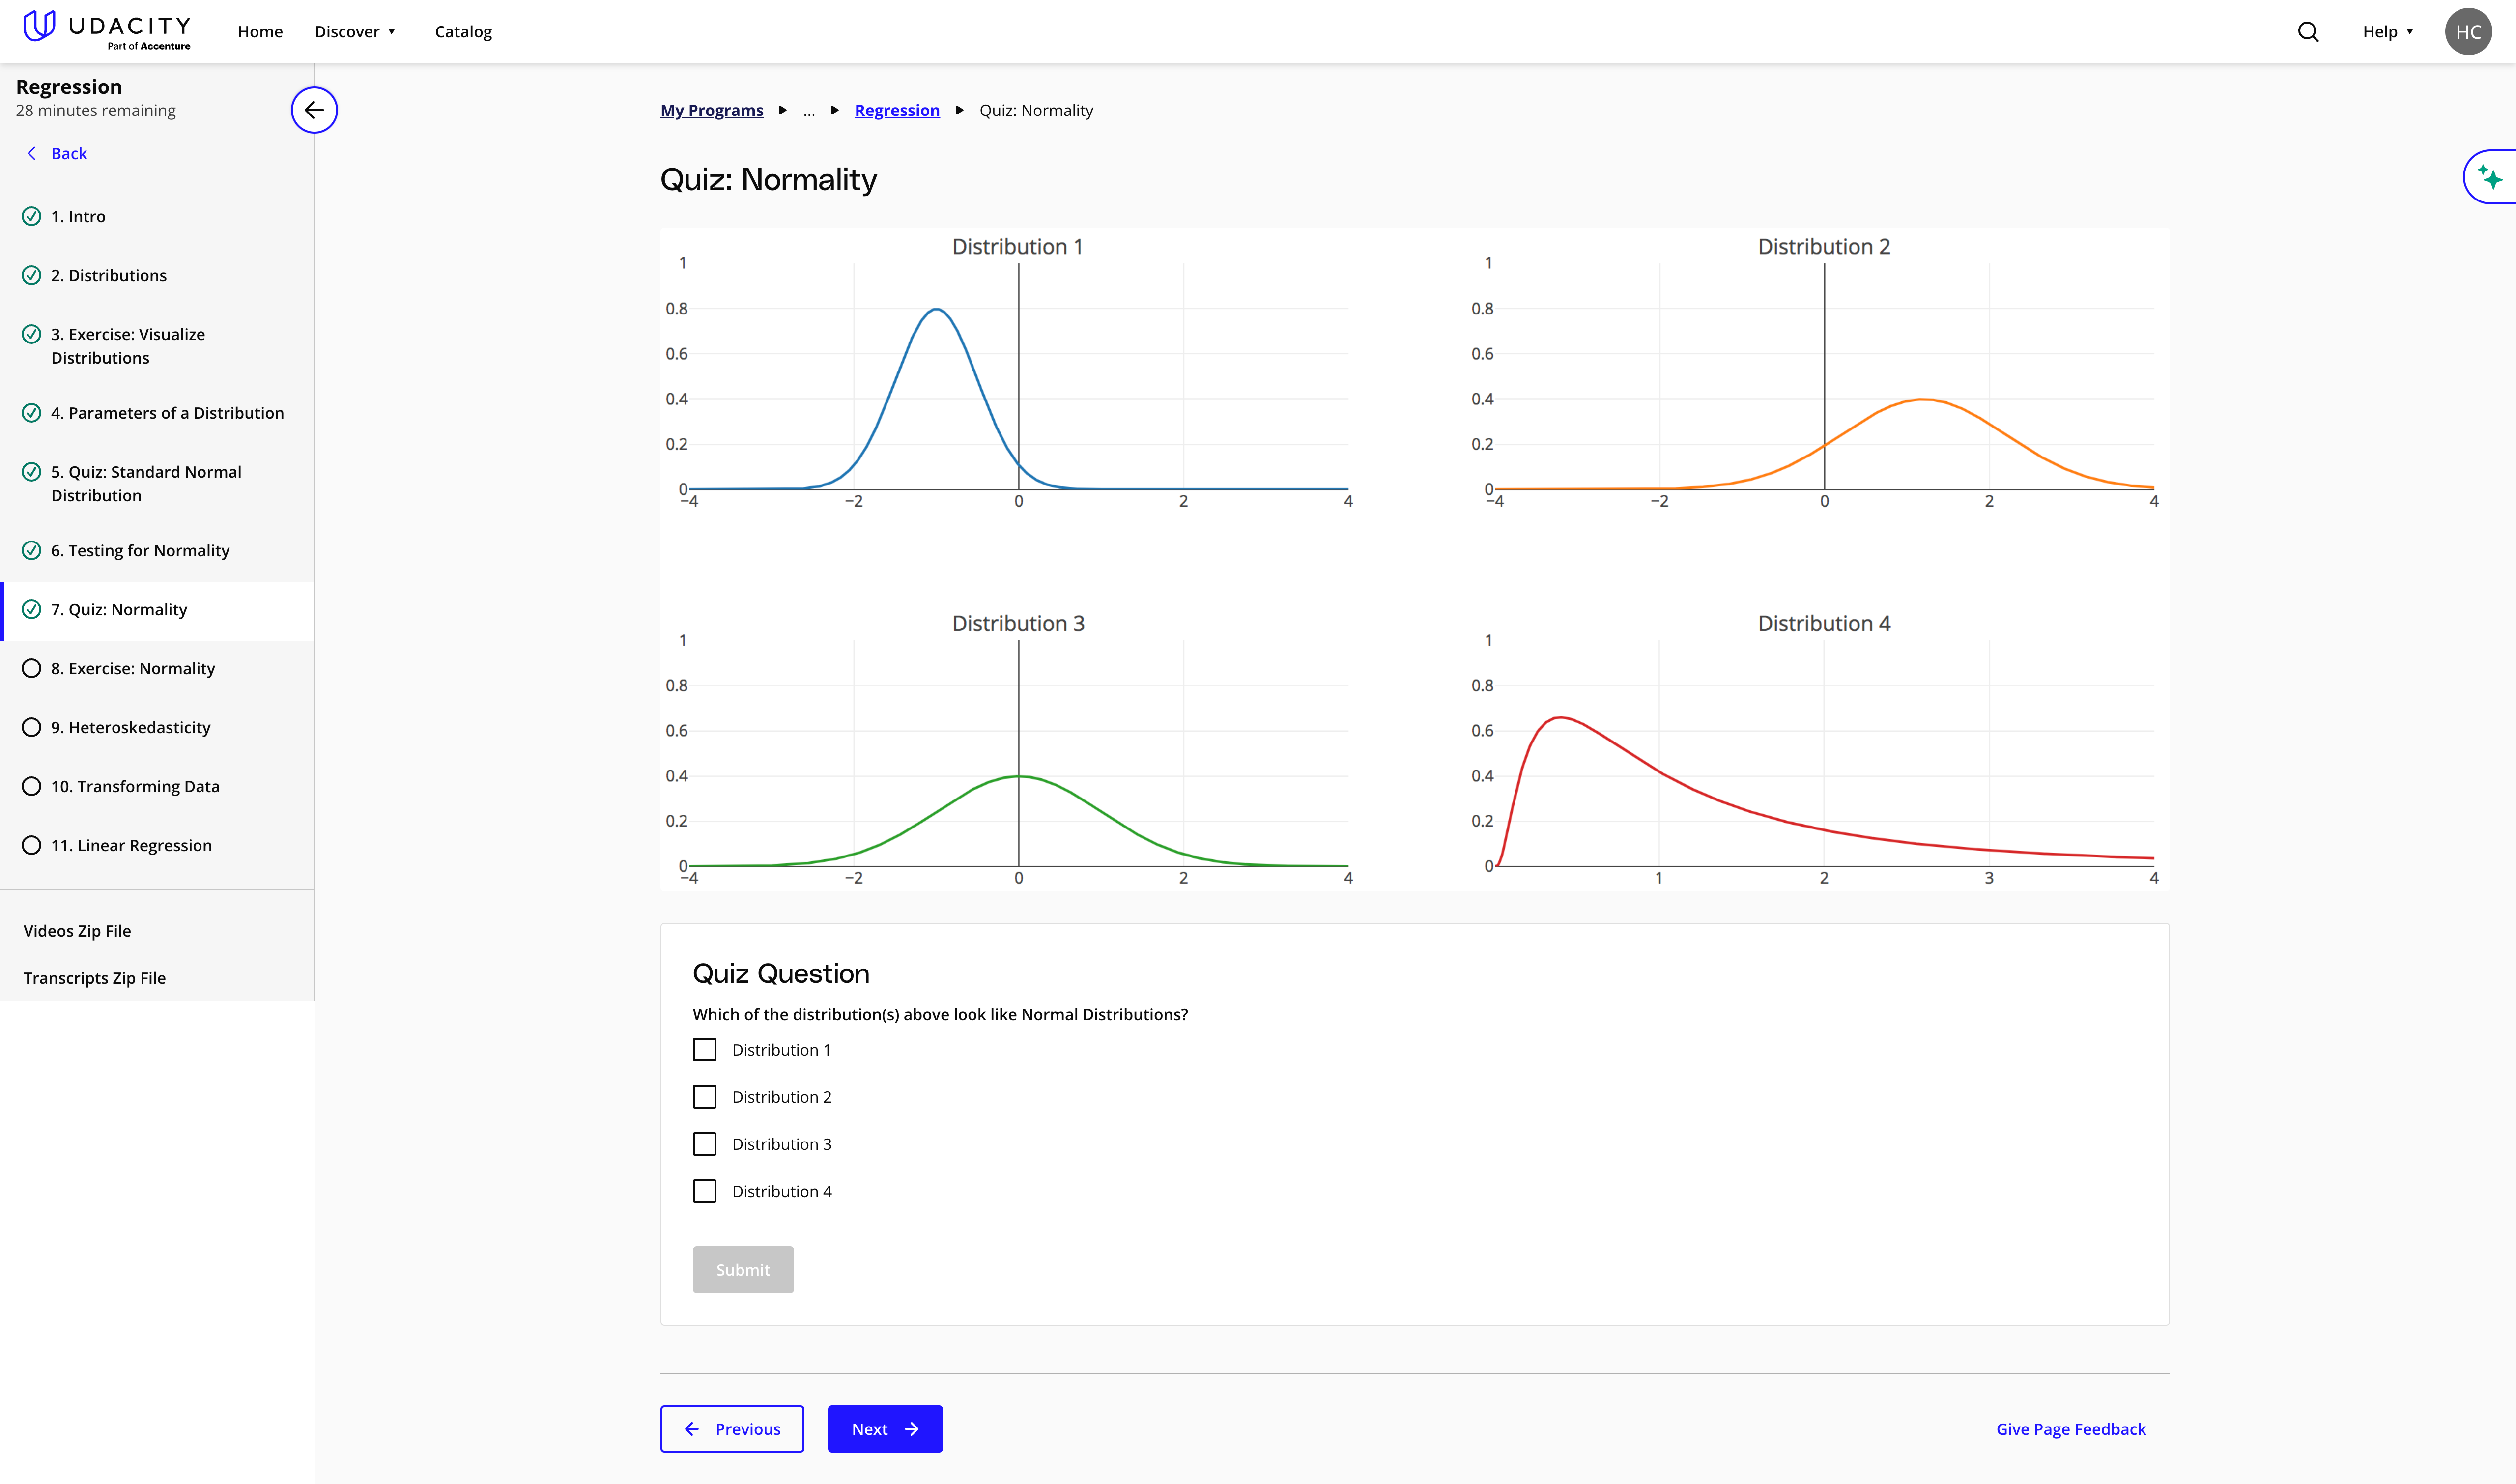 UDACITY
Part of Accenture
Home
Discover
Catalog
Help
HC
Regression
28 minutes remaining
Back
1. Intro
2. Distributions
3. Exercise: Visualize
Distributions
4. Parameters of a Distribution
5. Quiz: Standard Normal
Distribution
6. Testing for Normality
7. Quiz: Normality
8. Exercise: Normality
9. Heteroskedasticity
10. Transforming Data
11. Linear Regression
Videos Zip File
Transcripts Zip File
My Programs
...
Regression
Quiz: Normality
Quiz: Normality
Distribution 1
1
0.8
0.6
0.4
0.2
0
−4
−2
0
2
4
Distribution 2
1
0.8
0.6
0.4
0.2
0
−4
−2
0
2
4
Distribution 3
1
0.8
0.6
0.4
0.2
0
−4
−2
0
2
4
Distribution 4
1
0.8
0.6
0.4
0.2
0
1
2
3
4
Quiz Question
Which of the distribution(s) above look like Normal Distributions?
Distribution 1
Distribution 2
Distribution 3
Distribution 4
Submit
Previous
Next
Give Page Feedback